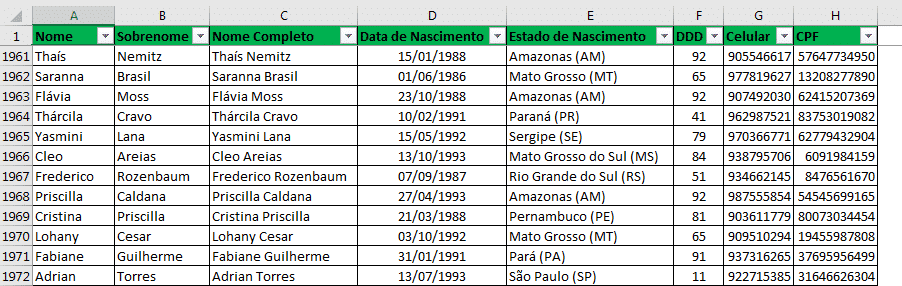 A B C D E F G H
1 Nome Sobrenome Nome Completo Data de Nascimento Estado de Nascimento DDD Celular CPF
1961 Thaís Nemitz Thaís Nemitz 15/01/1988 Amazonas (AM) 92 905546617 57647734950
1962 Saranna Brasil Saranna Brasil 01/06/1986 Mato Grosso (MT) 65 977819627 13208277890
1963 Flávia Moss Flávia Moss 23/10/1988 Amazonas (AM) 92 907492030 62415207369
1964 Thárcila Cravo Thárcila Cravo 10/02/1991 Paraná (PR) 41 962987521 83753019082
1965 Yasmini Lana Yasmini Lana 15/05/1992 Sergipe (SE) 79 970366771 62779432904
1966 Cleo Areias Cleo Areias 13/10/1993 Mato Grosso do Sul (MS) 84 938795706 6091984159
1967 Frederico Rozenbaum Frederico Rozenbaum 07/09/1987 Rio Grande do Sul (RS) 51 934662145 8476561670
1968 Priscilla Caldana Priscilla Caldana 27/04/1993 Amazonas (AM) 92 987555854 54545699165
1969 Cristina Priscilla Cristina Priscilla 21/03/1988 Pernambuco (PE) 81 903611779 80073034454
1970 Lohany Cesar Lohany Cesar 03/10/1992 Mato Grosso (MT) 65 909510294 19455987808
1971 Fabiane Guilherme Fabiane Guilherme 31/01/1991 Pará (PA) 91 937316265 37695956499
1972 Adrian Torres Adrian Torres 13/07/1993 São Paulo (SP) 11 922715385 31646626304